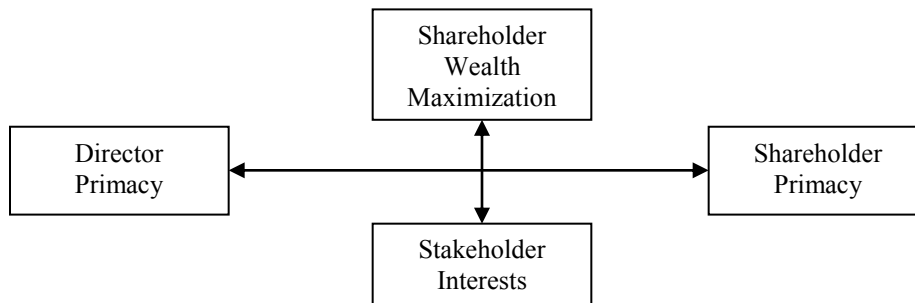 Shareholder
Wealth
Maximization
Director
Primacy
Shareholder
Primacy
Stakeholder
Interests